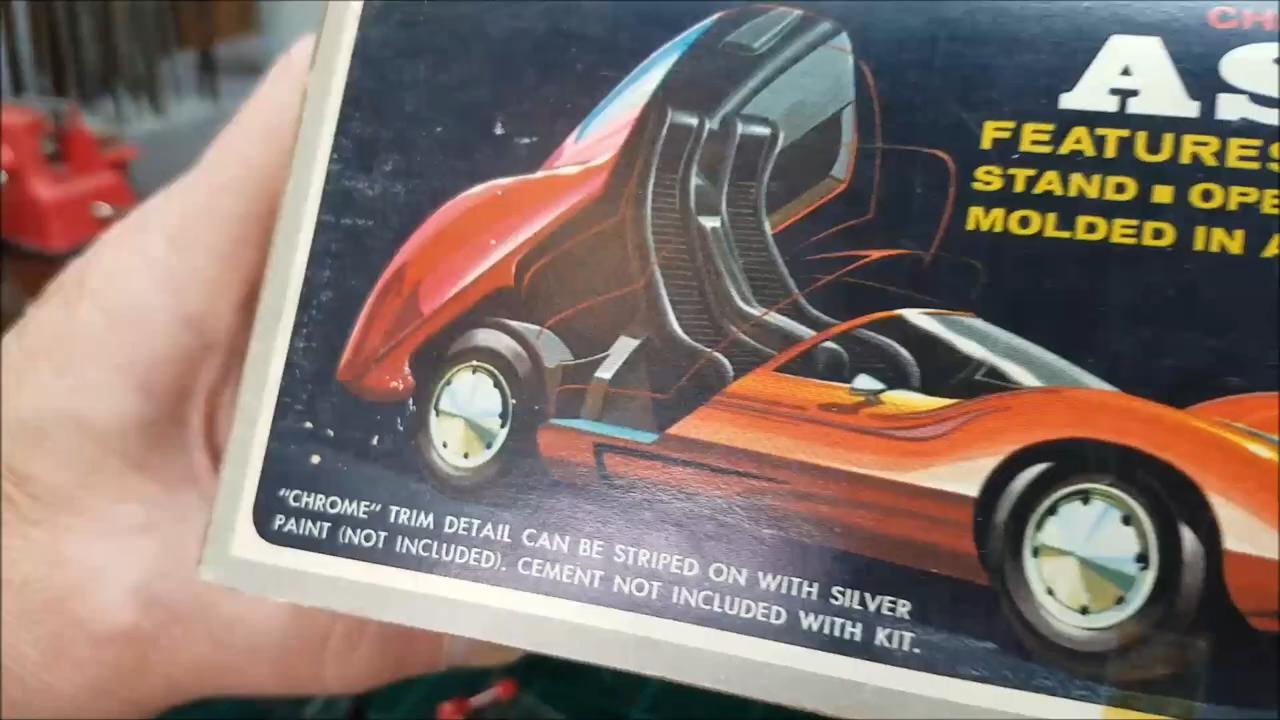 CH
AS
FEATURES
STAND ■ OPE
MOLDED IN A
"CHROME" TRIM DETAIL CAN BE STRIPED ON WITH SILVER
PAINT (NOT INCLUDED). CEMENT NOT INCLUDED WITH KIT.